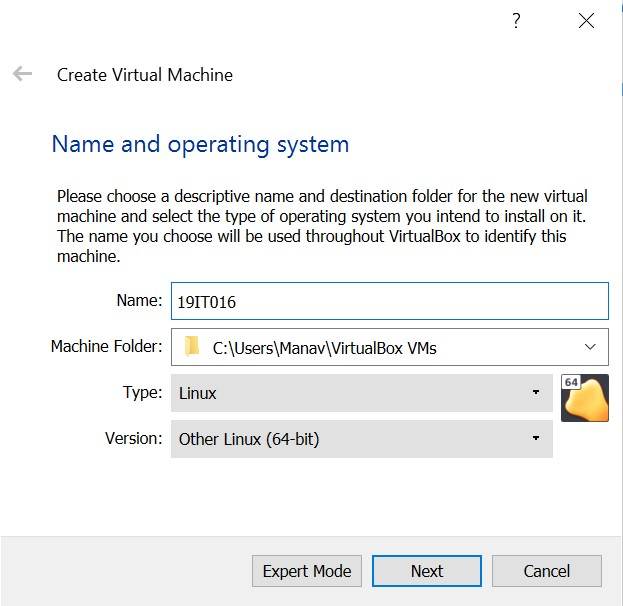 ?
Create Virtual Machine
Name and operating system
Please choose a descriptive name and destination folder for the new virtual
machine and select the type of operating system you intend to install on it.
The name you choose will be used throughout VirtualBox to identify this
machine.
Name: 19IT016
Machine Folder: C:\Users\Manav\VirtualBox VMs
Type: Linux
64
Version: Other Linux (64-bit)
Expert Mode Next Cancel